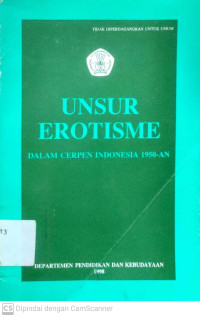 TIDAK DIPERDAGANGKAN UNTUK UMUM
UNSUR
EROTISME
DALAM CERPEN INDONESIA 1950-AN
DEPARTEMEN PENDIDIKAN DAN KEBUDAYAAN
1998
CS Dipindai dengan CamScanner